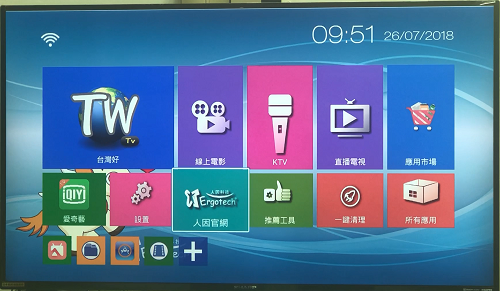 09:51 26/07/2018
TW
Tv
台灣好
線上電影
KTV
直播電視
應用市場
QIY
愛奇藝
設置
人因科技
Ergotech
人因官網
推薦工具
一鍵清理
所有應用